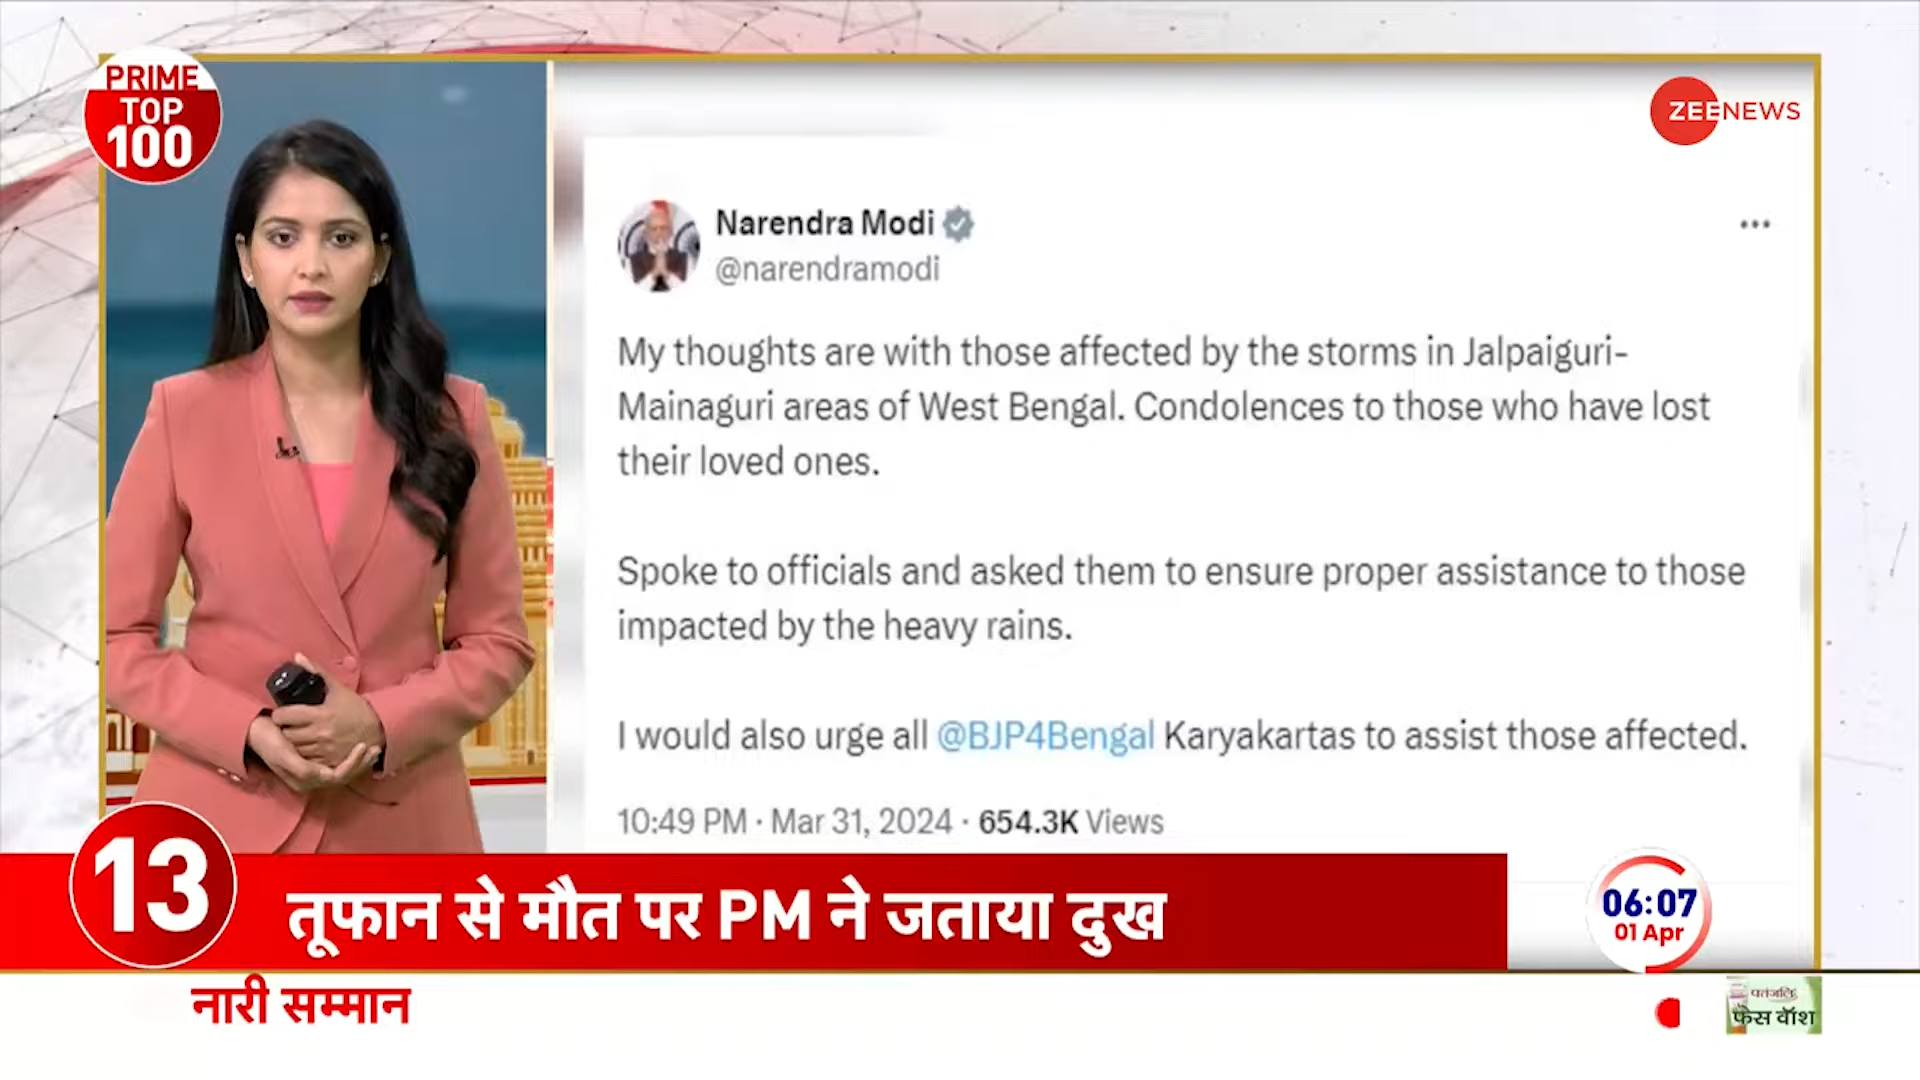 PRIME
TOP
100
ZEENEWS
Narendra Modi
@narendramodi
My thoughts are with those affected by the storms in Jalpaiguri-
Mainaguri areas of West Bengal. Condolences to those who have lost
their loved ones.
Spoke to officials and asked them to ensure proper assistance to those
impacted by the heavy rains.
I would also urge all @BJP4Bengal Karyakartas to assist those affected.
10:49 PM · Mar 31, 2024 · 654.3K Views
13
तूफान से मौत पर PM ने जताया दुख
06:07
01 Apr
नारी सम्मान
पतंजलि
फेस वॉश